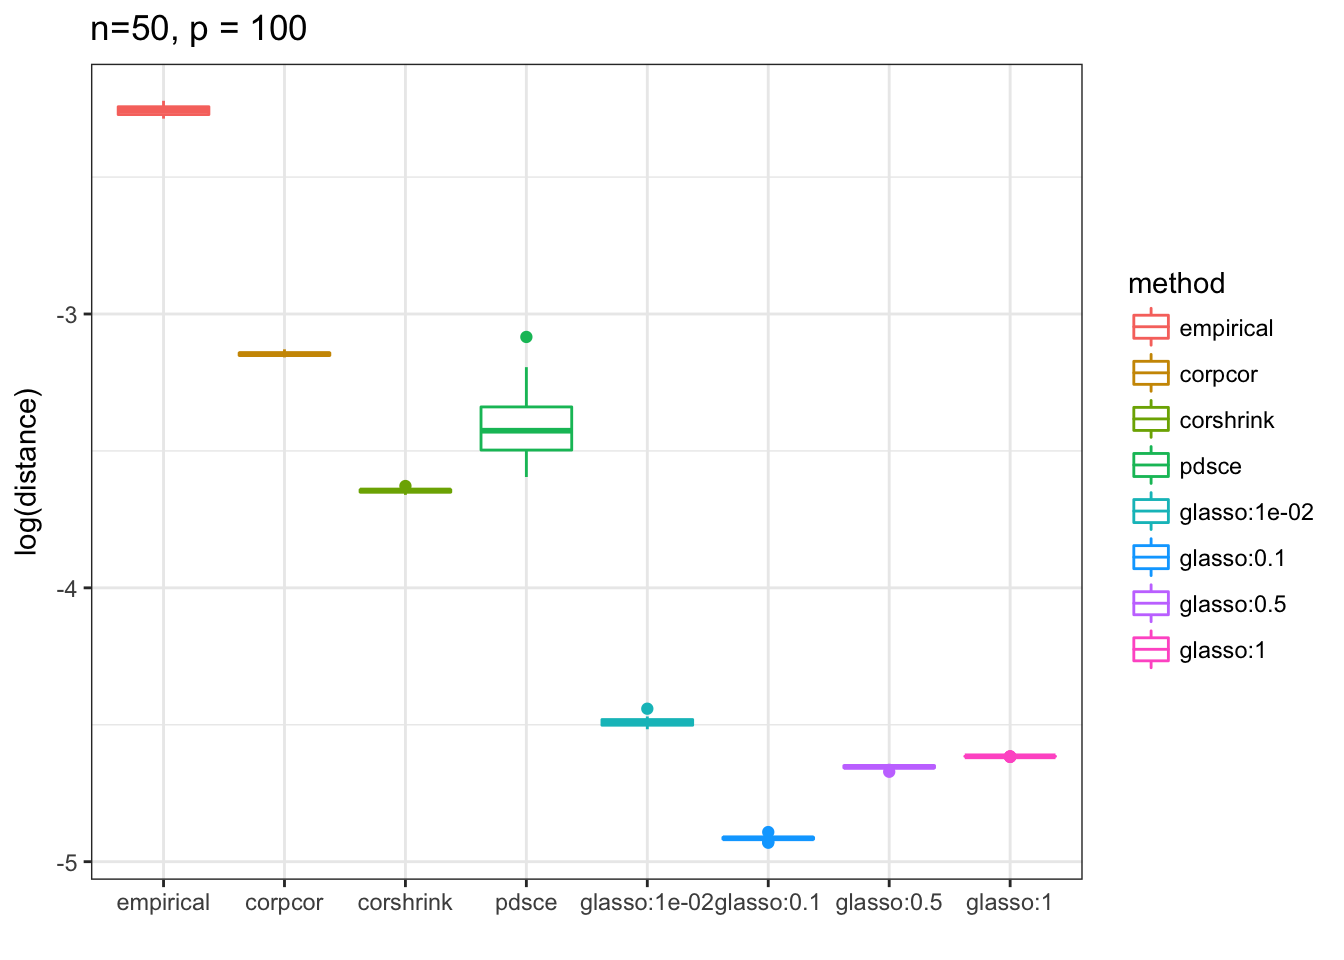 n=50, p = 100
log(distance)
-3
-4
-5
empirical
corpcor
corshrink
pdsce
glasso:1e-02
glasso:0.1
glasso:0.5
glasso:1
method
empirical
corpcor
corshrink
pdsce
glasso:1e-02
glasso:0.1
glasso:0.5
glasso:1